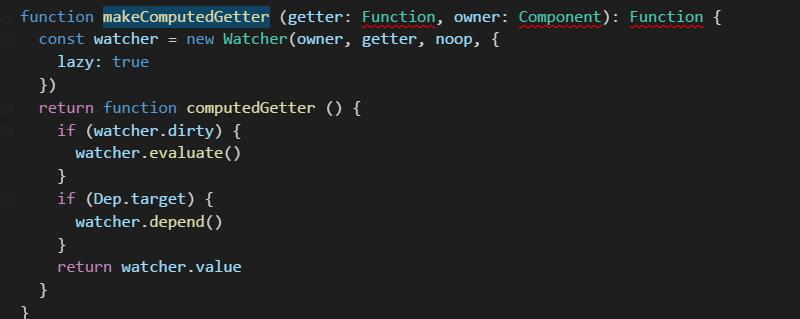 function makeComputedGetter (getter: Function, owner: Component): Function {
  const watcher = new Watcher(owner, getter, noop, {
    lazy: true
  })
  return function computedGetter () {
    if (watcher.dirty) {
      watcher.evaluate()
    }
    if (Dep.target) {
      watcher.depend()
    }
    return watcher.value
  }
}